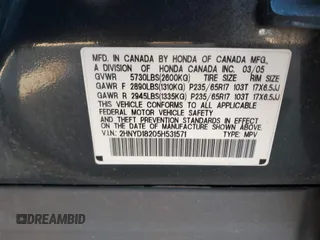 MFD. IN CANADA BY HONDA OF CANADA MFG.,
A DIVISION OF HONDA CANADA INC. 03/05
GVWR 5730LBS(2600KG) TIRE SIZE RIM SIZE
GAWR F 2890LBS(1310KG) P235/65R17 103T 17X6.5JJ
GAWR R 2945LBS(1335KG) P235/65R17 103T 17X6.5JJ
THIS VEHICLE CONFORMS TO ALL APPLICABLE
FEDERAL MOTOR VEHICLE SAFETY AND
THEFT PREVENTION STANDARDS IN EFFECT ON
THE DATE OF MANUFACTURE SHOWN ABOVE.
V.I.N.: 2HNYD18205H531571 TYPE: MPV
DREAMBID